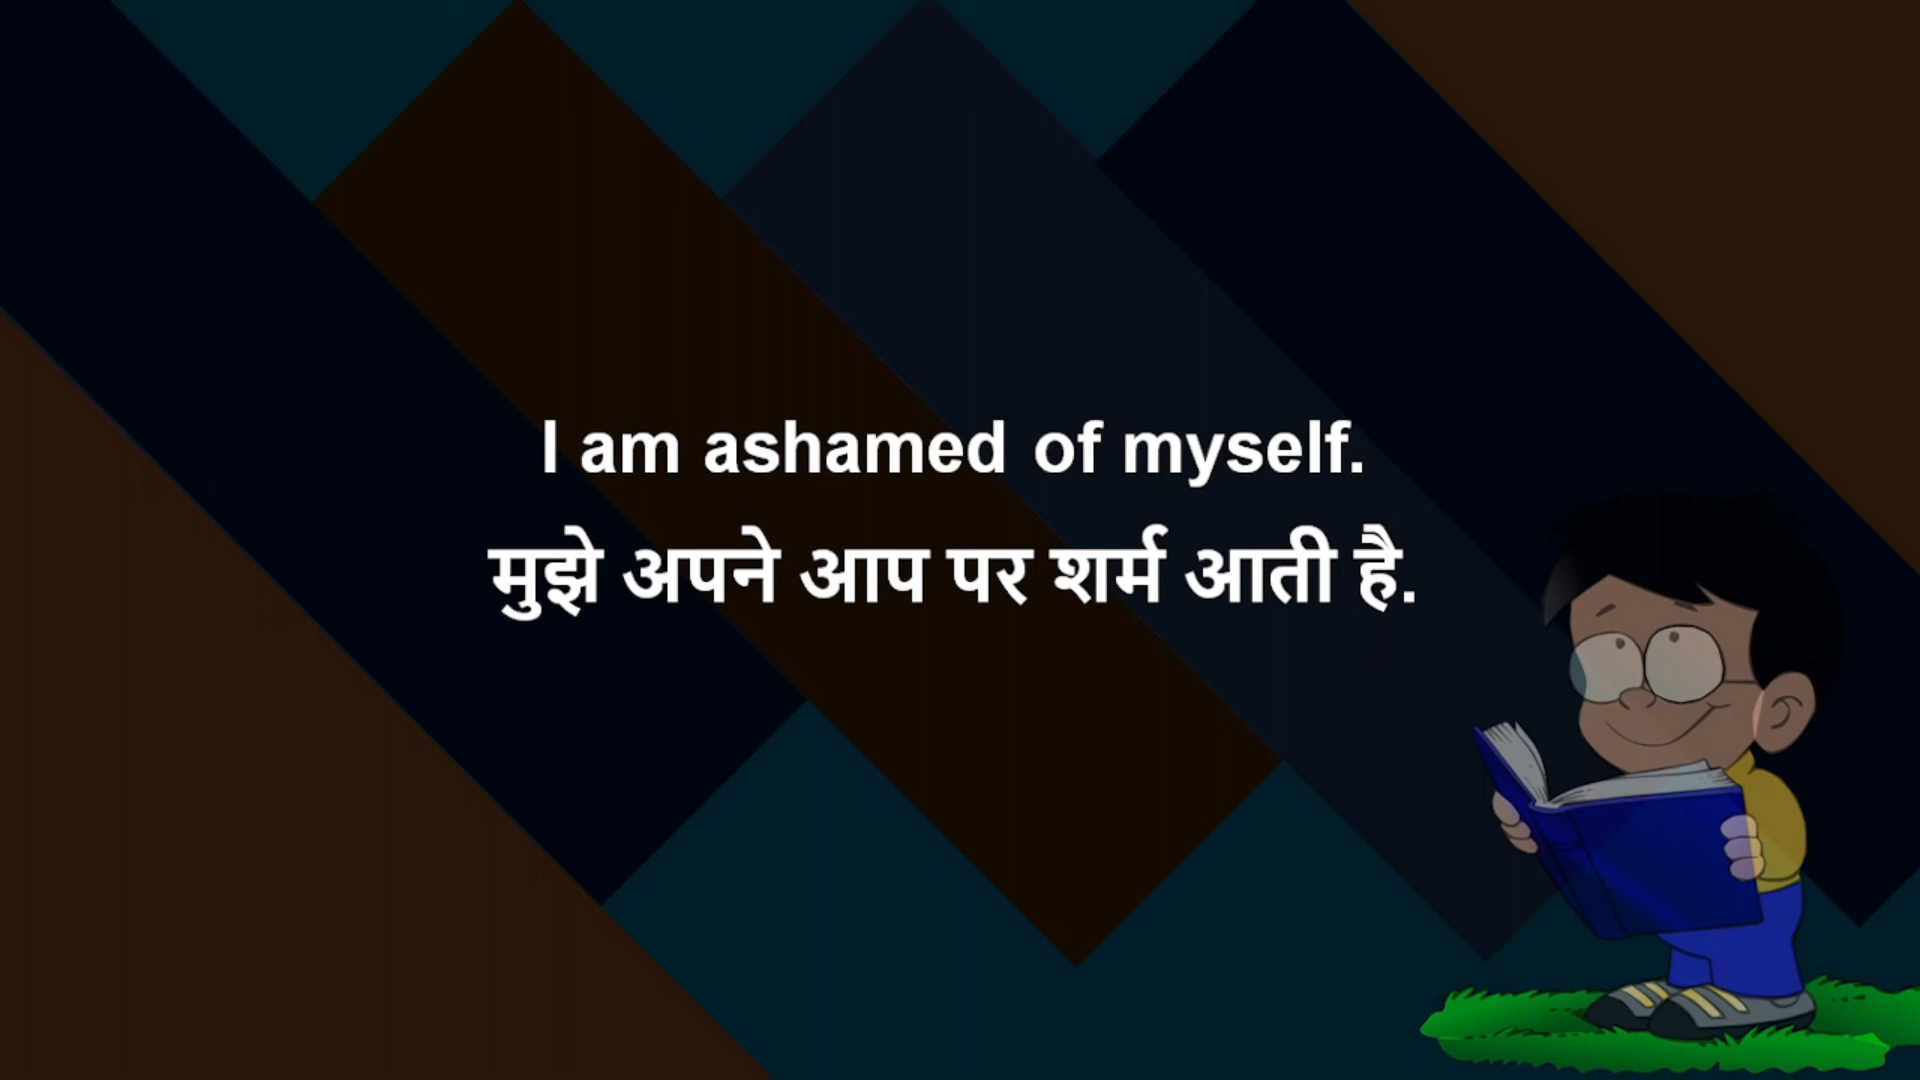 I am ashamed of myself.
मुझे अपने आप पर शर्म आती है.